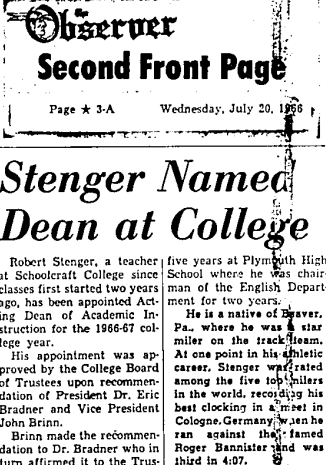 the
Observer
Second Front Page
Page ★ 3-A Wednesday, July 20, 1966
Stenger Named
Dean at College
Robert Stenger, a teacher
at Schoolcraft College since
classes first started two years
ago, has been appointed Act-
ing Dean of Academic In-
struction for the 1966-67 col-
lege year.
His appointment was ap-
proved by the College Board
of Trustees upon recommen-
dation of President Dr. Eric
Bradner and Vice President
John Brinn.
Brinn made the recommen-
dation to Dr. Bradner who in
turn affirmed it to the Trus-
five years at Plymouth High
School where he was chair-
man of the English Depart-
ment for two years.
He is a native of Beaver,
Pa., where he was a star
miler on the track team.
At one point in his athletic
career, Stenger was rated
among the five top milers
in the world, recording his
best clocking in a meet in
Cologne, Germany when he
ran against the famed
Roger Bannister and was
third in 4:07.